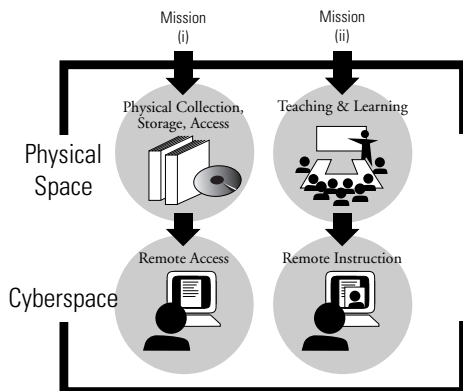 Mission
(i)
Mission
(ii)
Physical Collection,
Storage, Access
Teaching & Learning
Physical
Space
Remote Access
Remote Instruction
Cyberspace